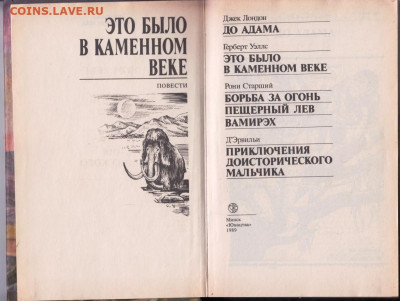 COINS.LAVE.RU
ЭТО БЫЛО
В КАМЕННОМ
ВЕКЕ
ПОВЕСТИ
Джек Лондон
ДО АДАМА
Герберт Уэллс
ЭТО БЫЛО
В КАМЕННОМ ВЕКЕ
Рони Старший
БОРЬБА ЗА ОГОНЬ
ПЕЩЕРНЫЙ ЛЕВ
ВАМИРЭХ
Д'Эрвильи
ПРИКЛЮЧЕНИЯ
ДОИСТОРИЧЕСКОГО
МАЛЬЧИКА
Минск
«Юнацтва»
1989